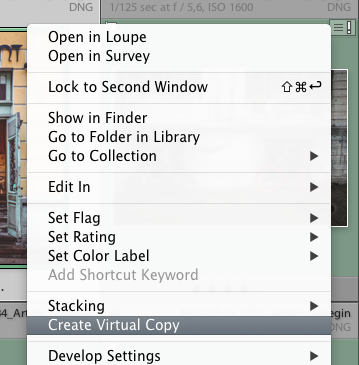 DNG
1/125 sec at f / 5,6, ISO 1600
DNG
Open in Loupe
Open in Survey
Lock to Second Window ⇧⌘↩
Show in Finder
Go to Folder in Library
Go to Collection
Edit In
Set Flag
Set Rating
Set Color Label
Add Shortcut Keyword
Stacking
Create Virtual Copy
DNG
Develop Settings